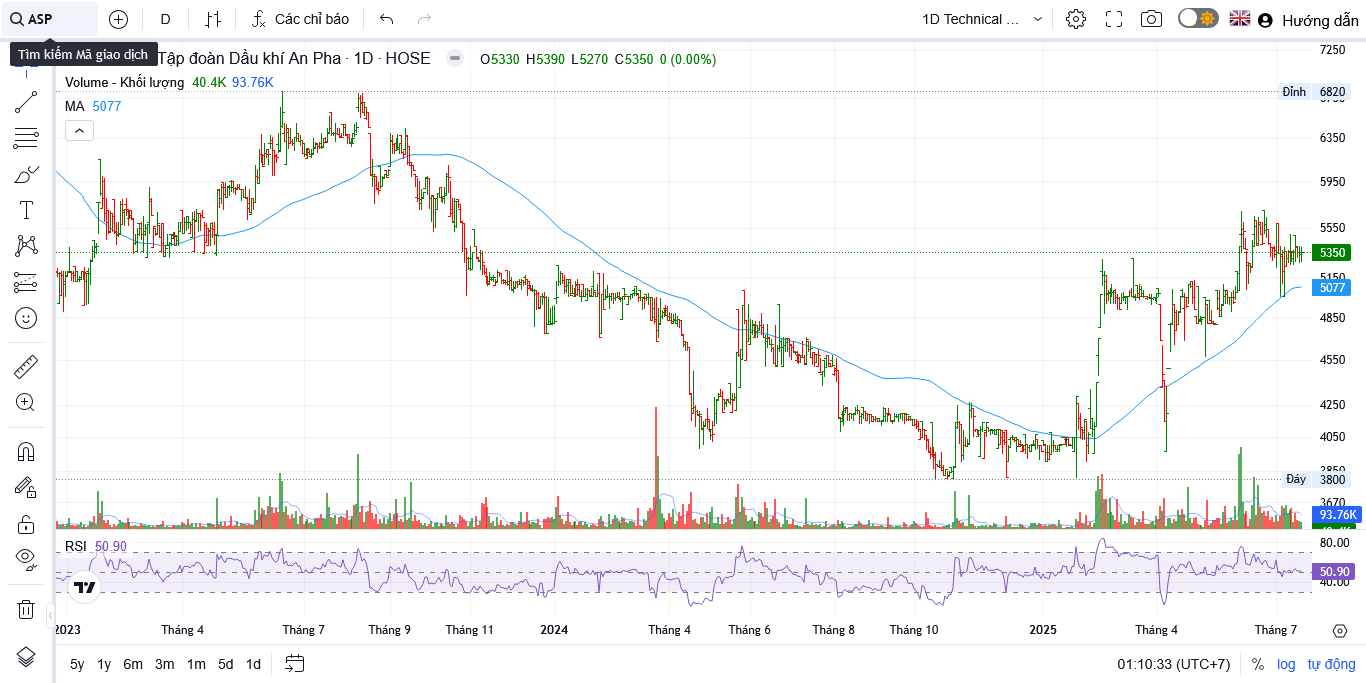 ASP
D
Các chỉ báo
1D Technical ...
Hướng dẫn
Tìm kiếm Mã giao dịch
Tập đoàn Dầu khí An Pha · 1D · HOSE
O5330 H5390 L5270 C5350 0 (0.00%)
Volume - Khối lượng 40.4K 93.76K
MA 5077
7250
Đỉnh 6820
6350
5950
5550
5350
5150
5077
4850
4550
4250
4050
3850
Đáy 3800
3670
93.76K
RSI 50.90
80.00
50.90
40.00
2023 Tháng 4 Tháng 7 Tháng 9 Tháng 11 2024 Tháng 4 Tháng 6 Tháng 8 Tháng 10 2025 Tháng 4 Tháng 7
5y 1y 6m 3m 1m 5d 1d
01:10:33 (UTC+7) % log tự động